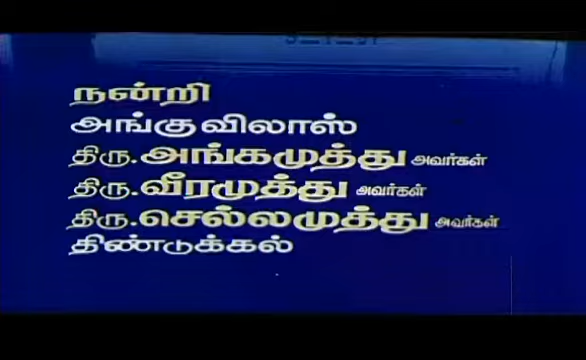 நன்றி
அங்கு விலாஸ்
திரு. அங்கமுத்து அவர்கள்
திரு. வீரமுத்து அவர்கள்
திரு. செல்லமுத்து அவர்கள்
திண்டுக்கல்